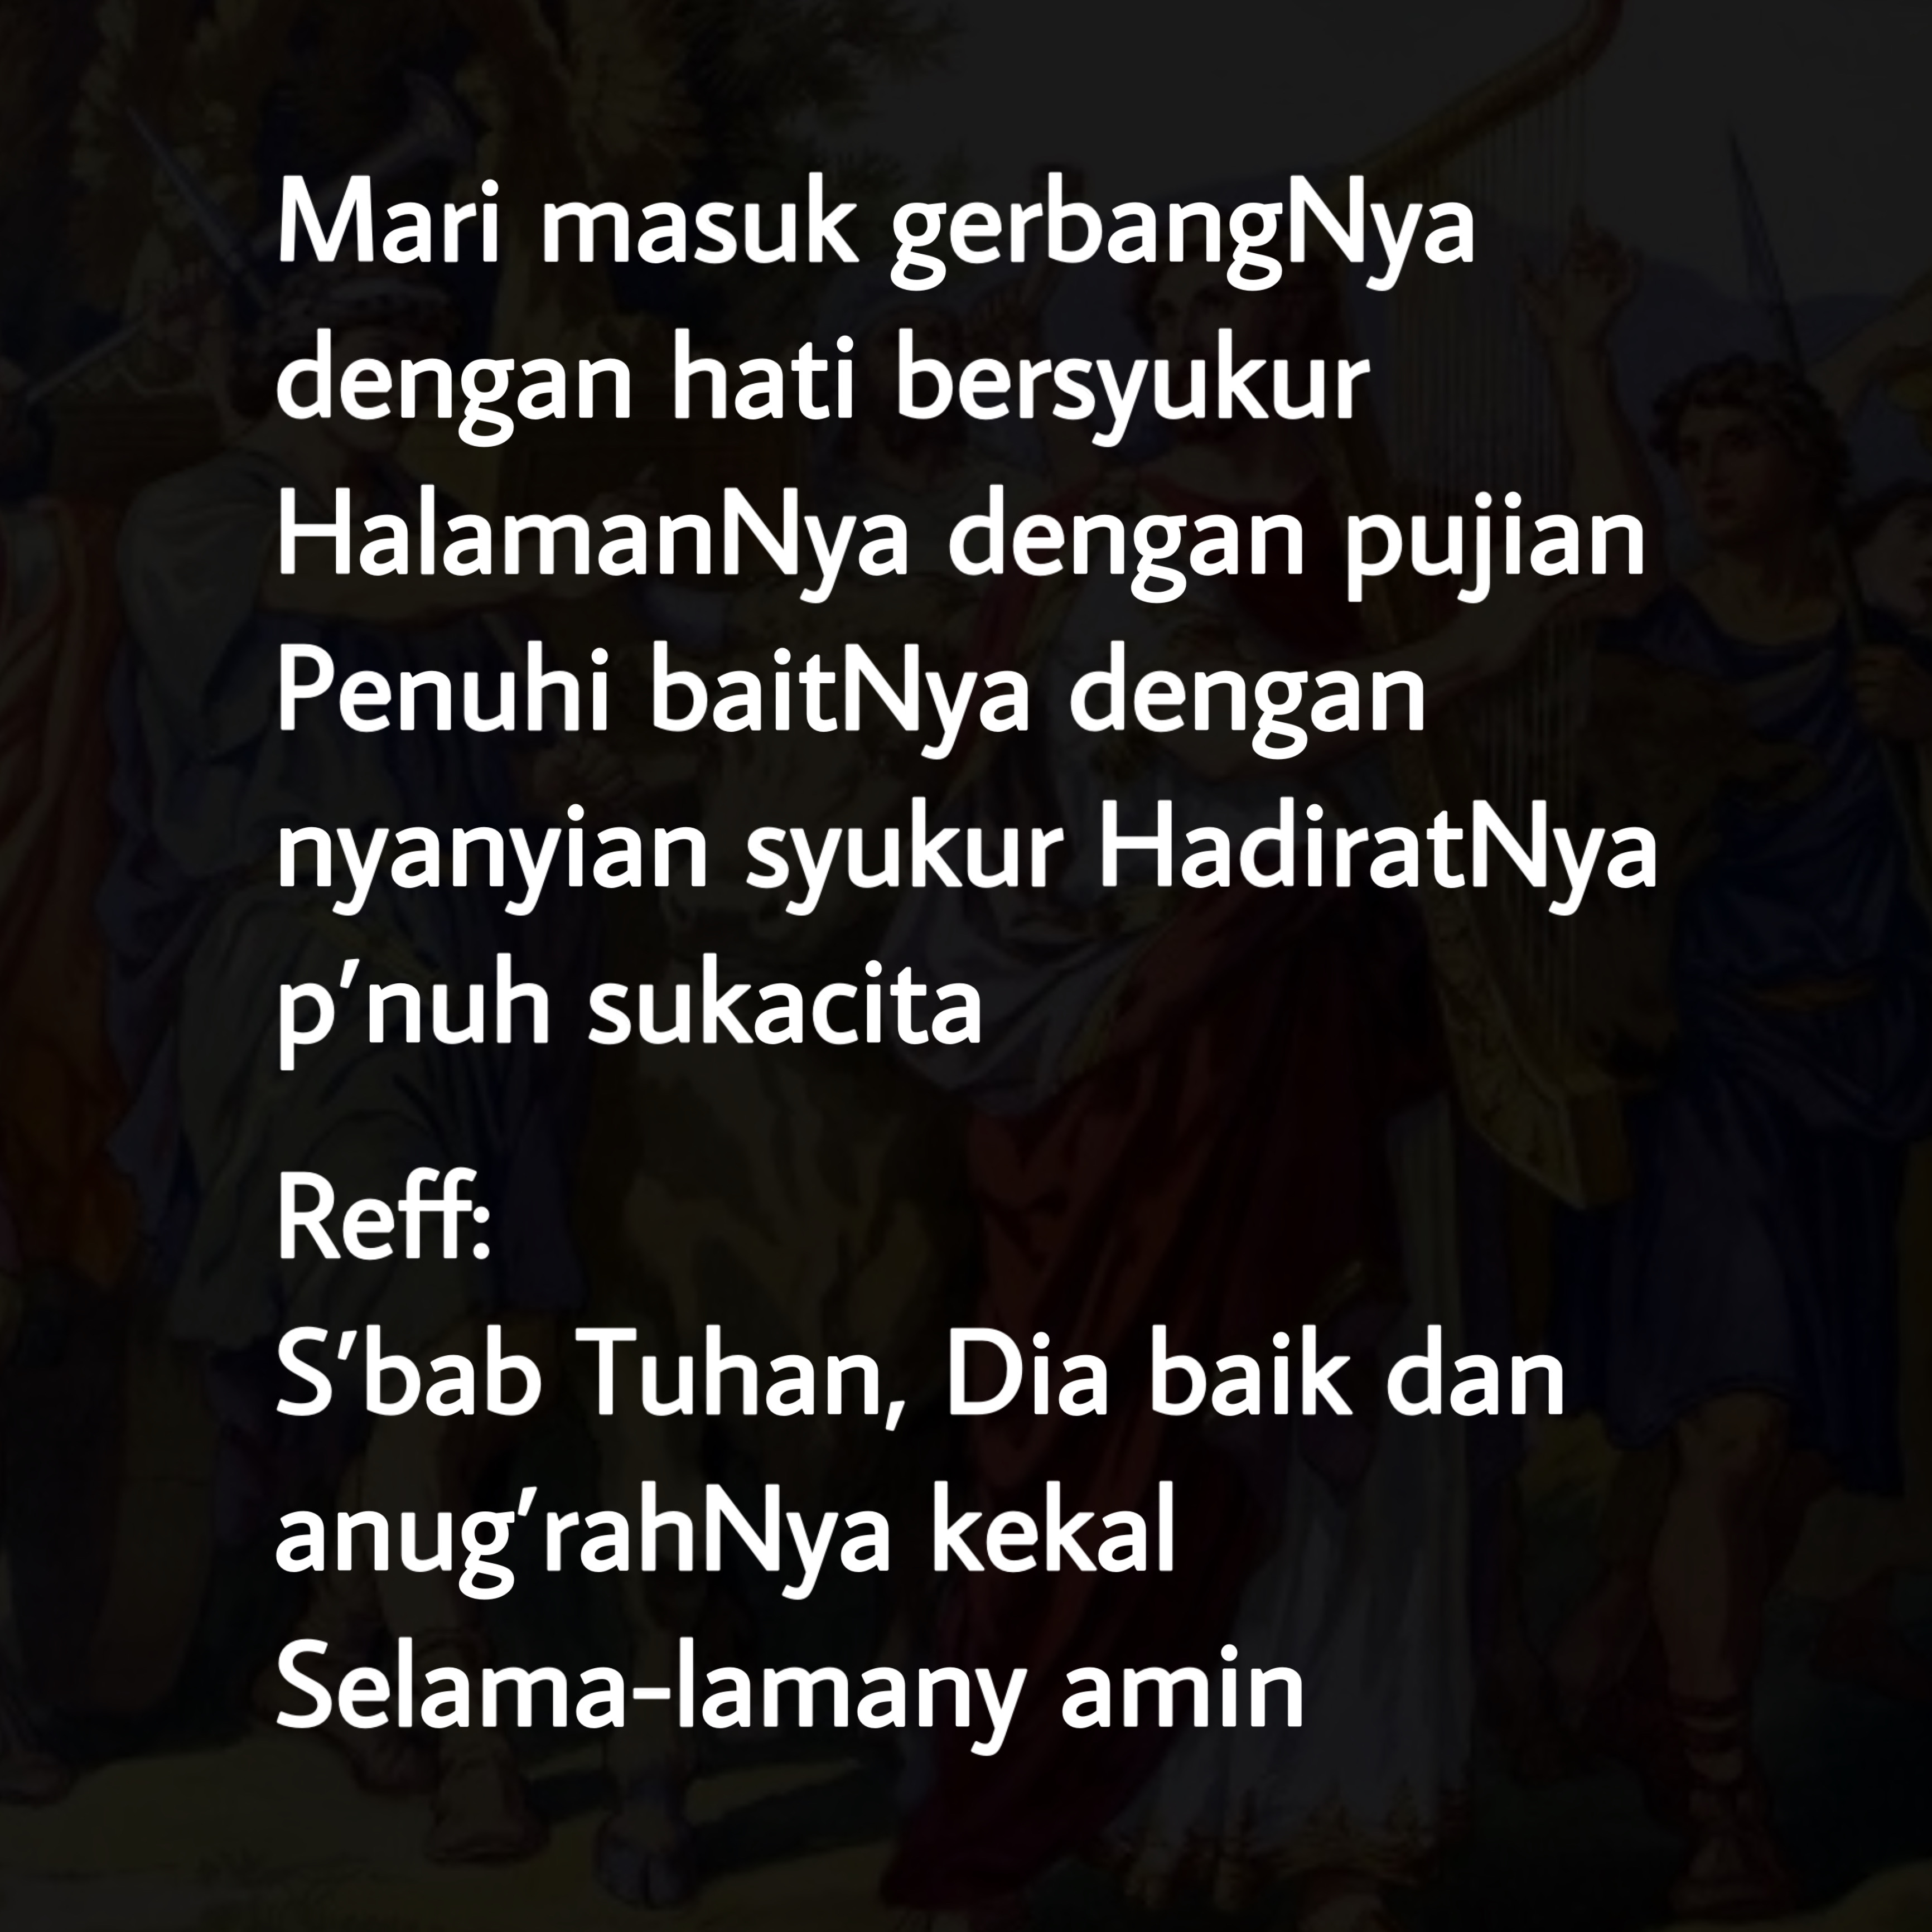 Mari masuk gerbangNya
dengan hati bersyukur
HalamanNya dengan pujian
Penuhi baitNya dengan
nyanyian syukur HadiratNya
p'nuh sukacita
Reff:
S'bab Tuhan, Dia baik dan
anug'rahNya kekal
Selama-lamany amin